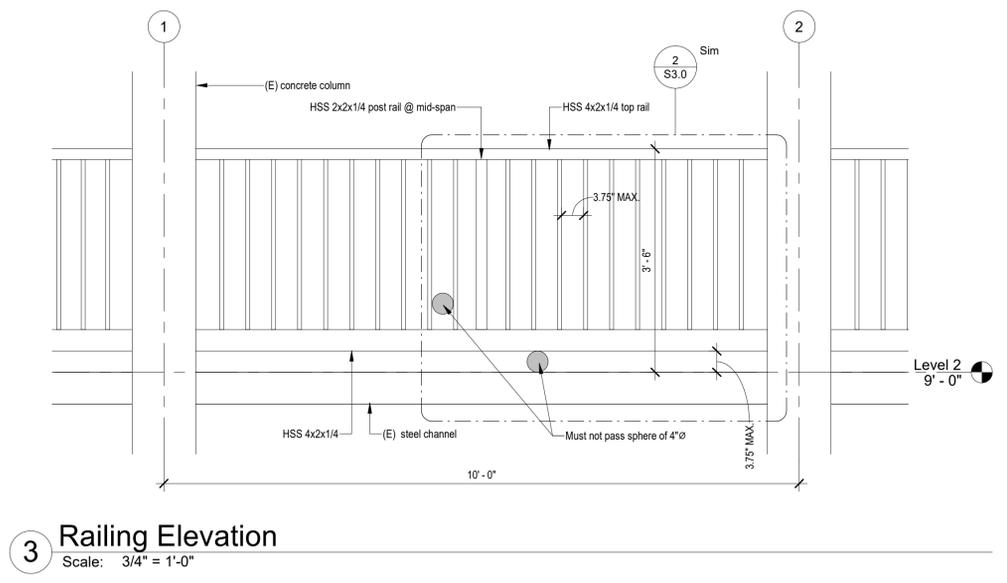 1
2
Sim
2
S3.0
(E) concrete column
HSS 2x2x1/4 post rail @ mid-span
HSS 4x2x1/4 top rail
3.75" MAX.
3' - 6"
Level 2
9' - 0"
HSS 4x2x1/4
(E) steel channel
Must not pass sphere of 4"Ø
3.75" MAX.
10' - 0"
3
Railing Elevation
Scale: 3/4" = 1'-0"